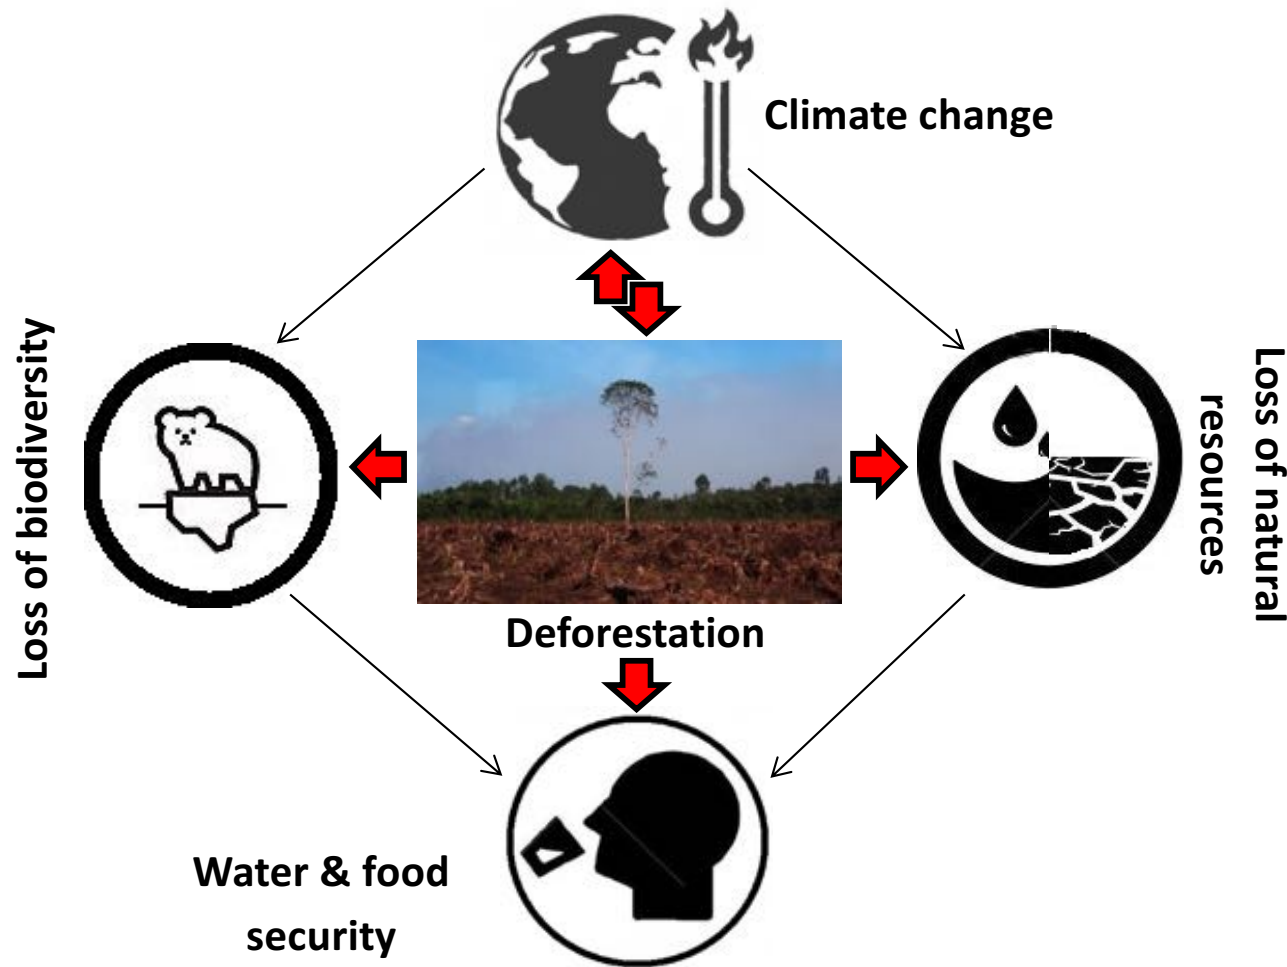 Climate change
Loss of biodiversity
Loss of natural
resources
Deforestation
Water & food
security